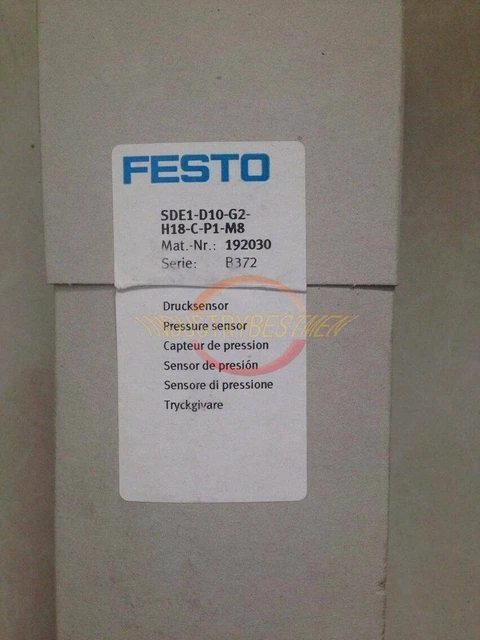 FESTO
SDE1-D10-G2-
H18-C-P1-M8
Mat.-Nr.: 192030
Serie: B372
Drucksensor
Pressure sensor
Capteur de pression
Sensor de presión
Sensore di pressione
Tryckgivare
INDUSTRYBESTMEN